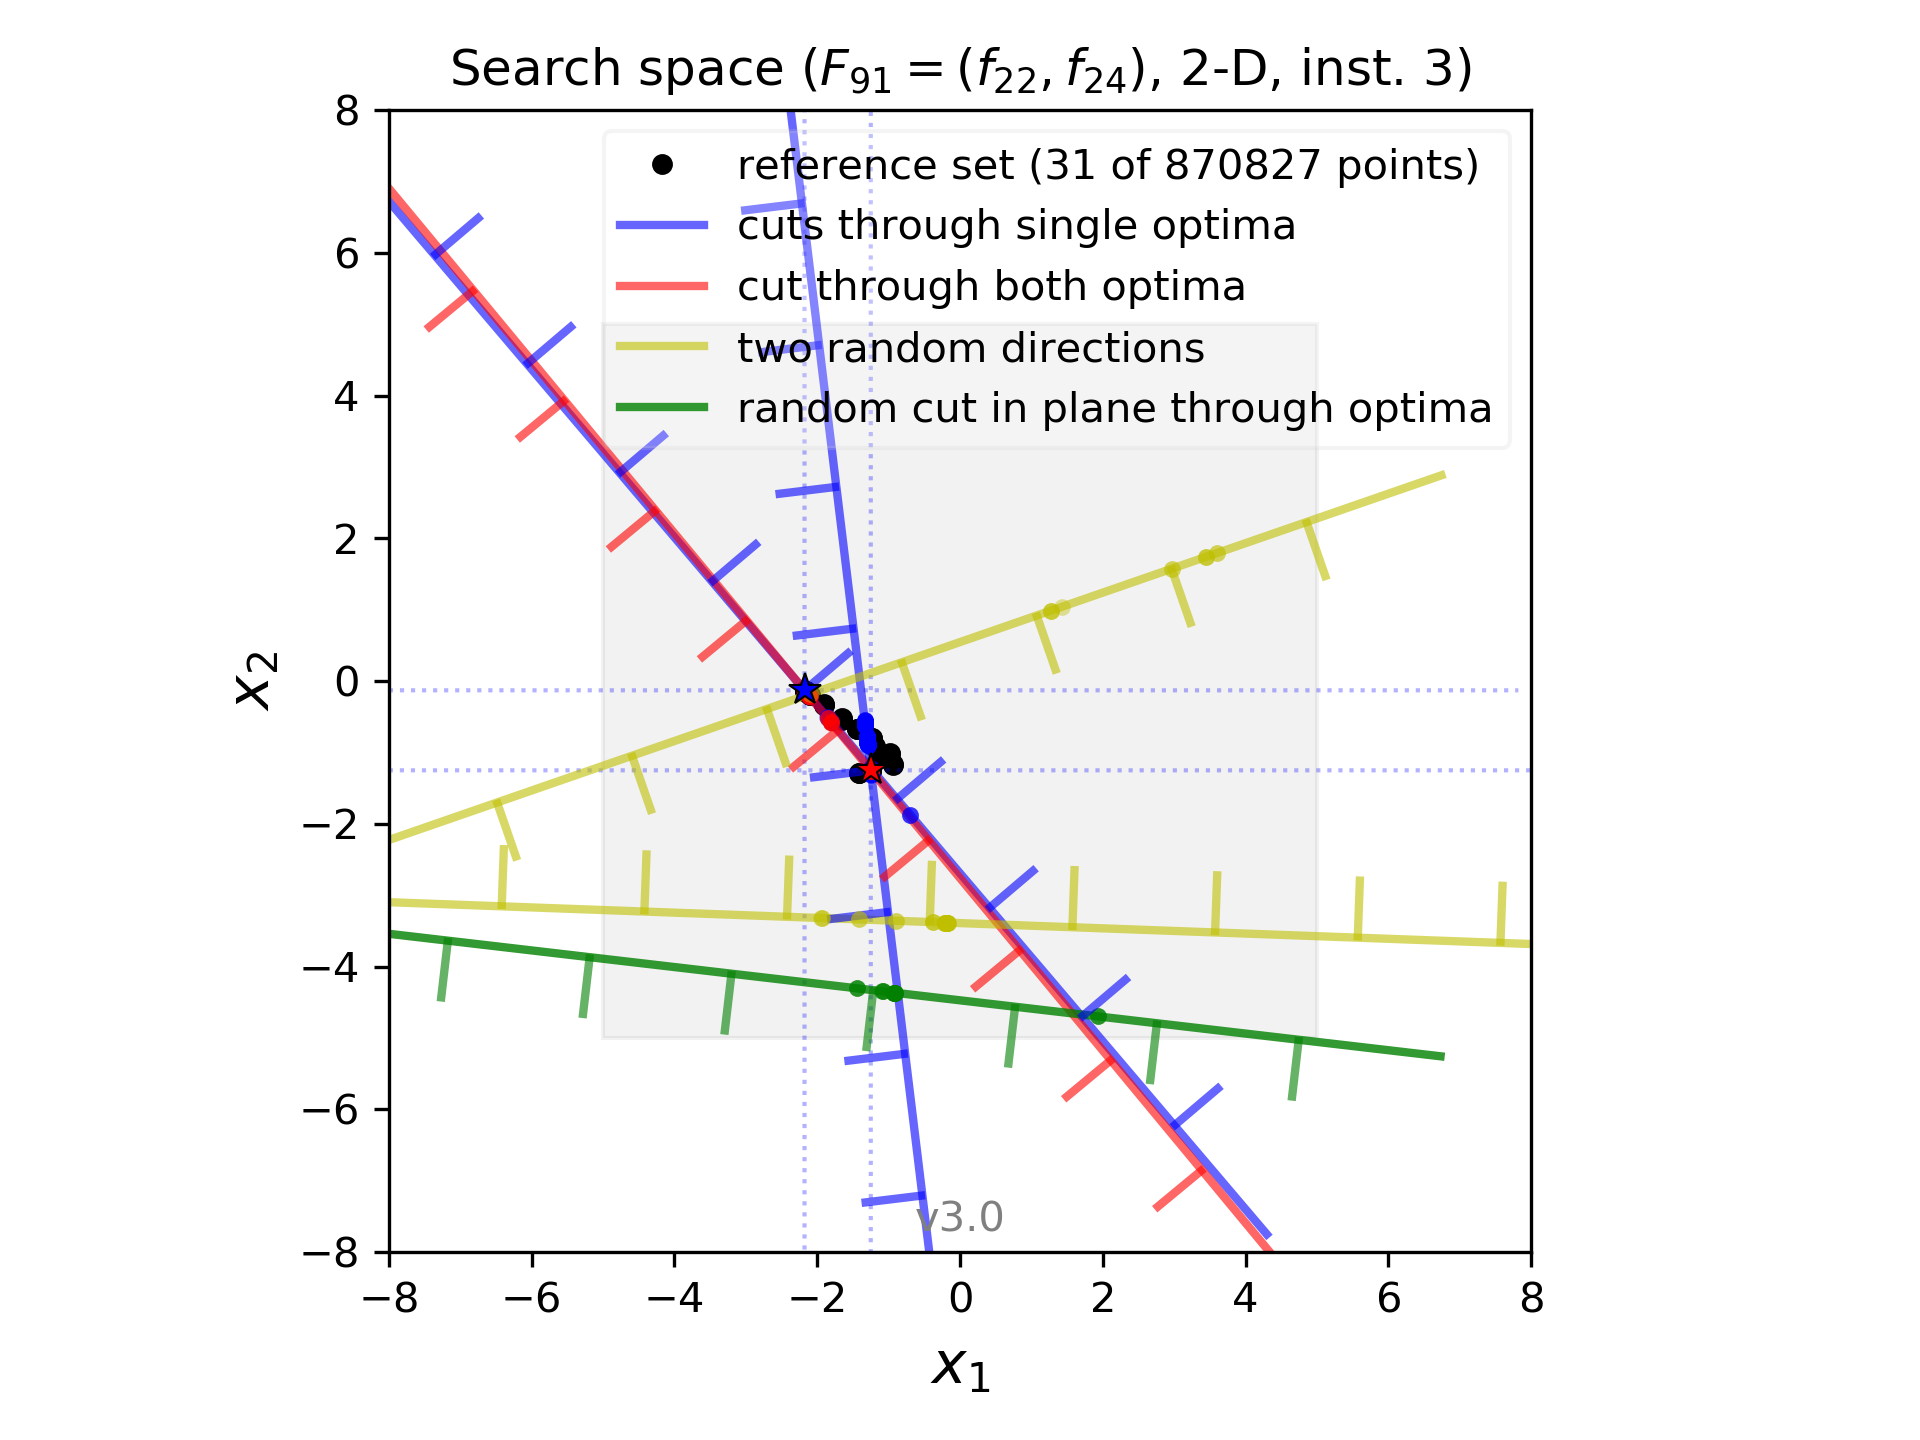 Search space (F91 = (f22, f24), 2-D, inst. 3)
reference set (31 of 870827 points)
cuts through single optima
cut through both optima
two random directions
random cut in plane through optima
8
6
4
2
0
−2
−4
−6
−8
x2
v3.0
−8 −6 −4 −2 0 2 4 6 8
x1